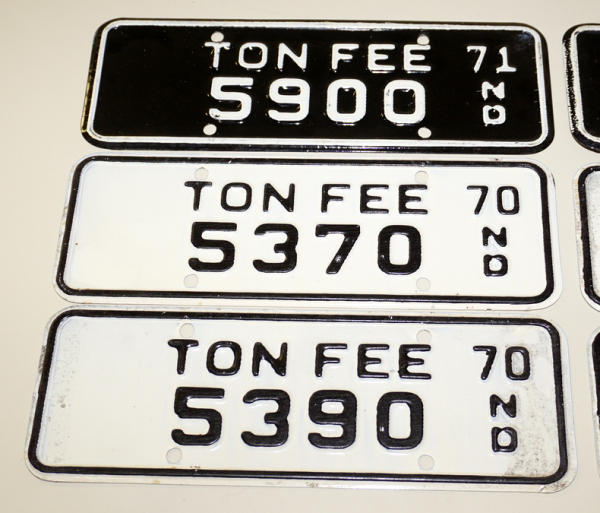 TON FEE 71
5900 ND
TON FEE 70
5370 ND
TON FEE 70
5390 ND